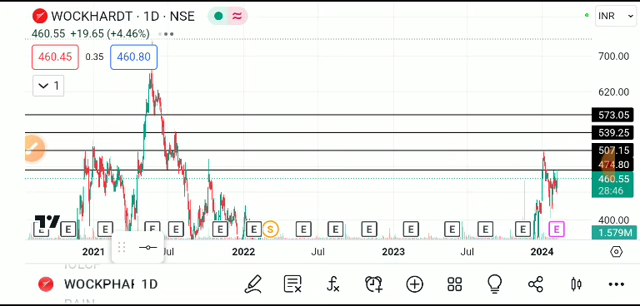 WOCKHARDT · 1D · NSE
INR
460.55 +19.65 (+4.46%)
460.45 0.35 460.80
1
700.00
620.00
573.05
539.25
507.15
474.80
460.55
28:46
400.00
1.579M
E E E E E E E S E E E E E E E E
2021 Jul 2022 Jul 2023 Jul 2024
WOCKPHAF 1D